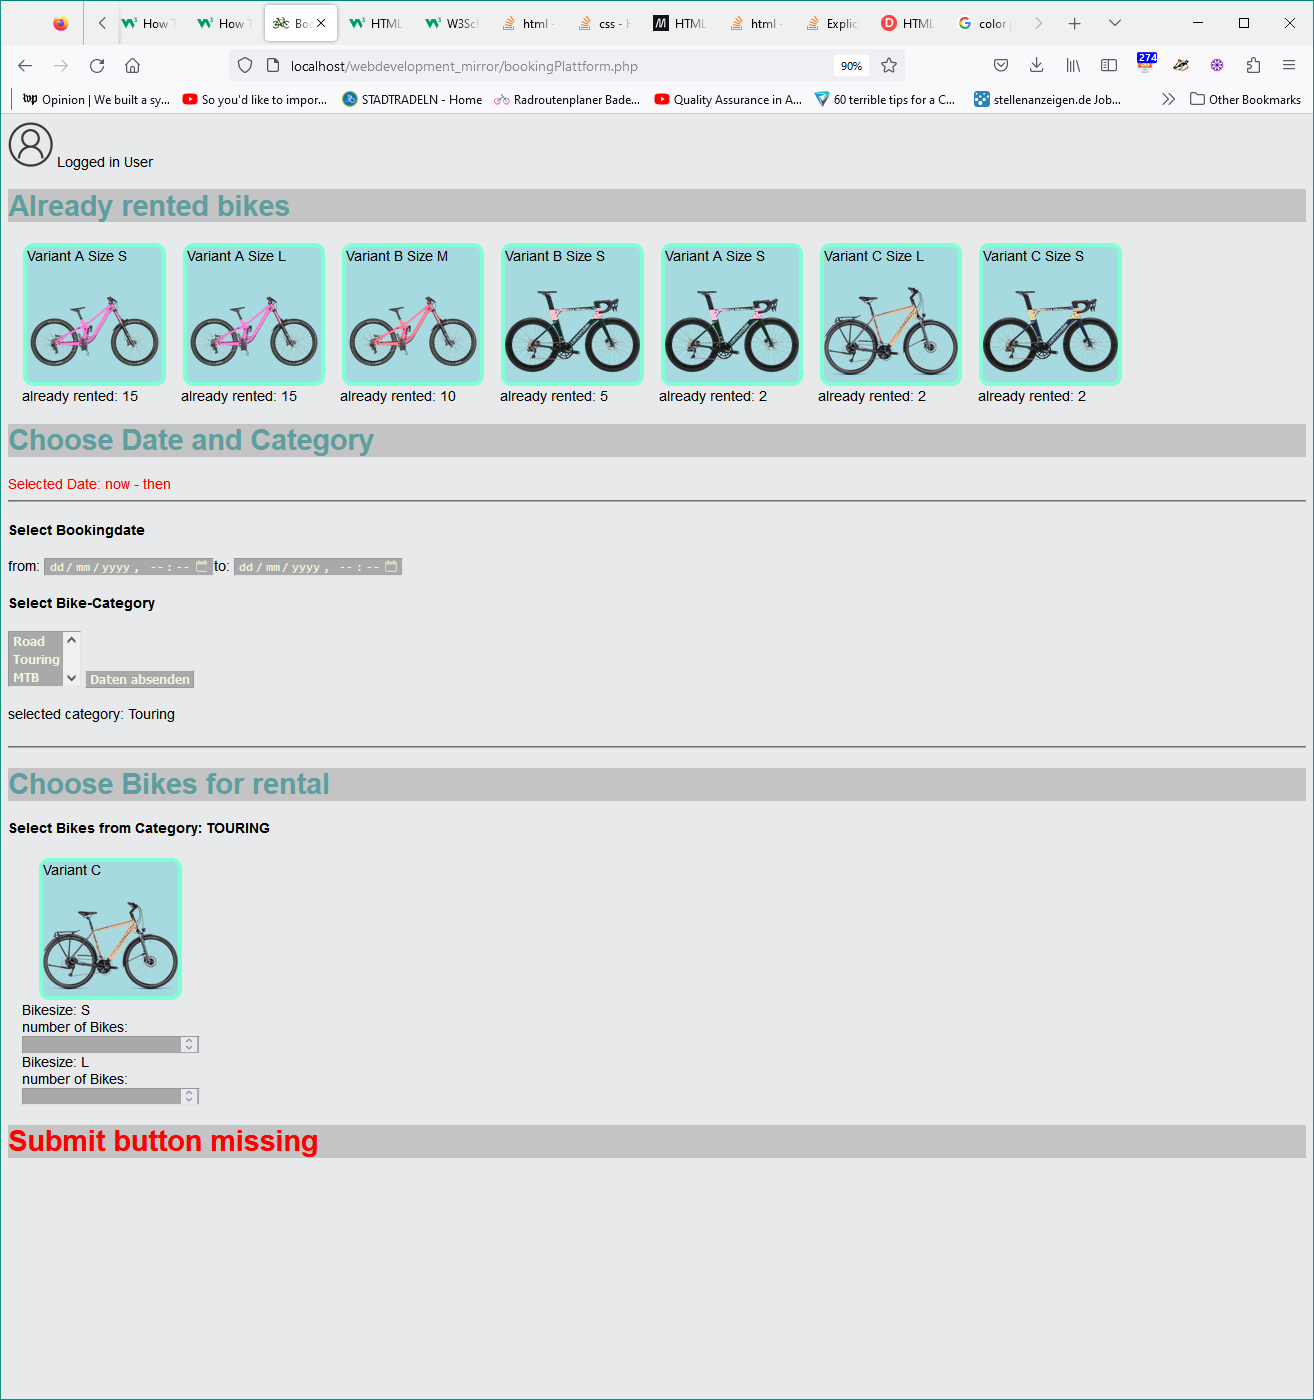 How
How
Boo
HTML
W3Sc
html -
css - H
HTML
html -
Explic
HTML
color
localhost/webdevelopment_mirror/bookingPlattform.php
90%
274
wp Opinion | We built a sy...
So you'd like to impor...
STADTRADELN - Home
Radroutenplaner Bade...
Quality Assurance in A...
60 terrible tips for a C...
stellenanzeigen.de Job...
Other Bookmarks
Logged in User
Already rented bikes
Variant A Size S
Variant A Size L
Variant B Size M
Variant B Size S
Variant A Size S
Variant C Size L
Variant C Size S
already rented: 15
already rented: 15
already rented: 10
already rented: 5
already rented: 2
already rented: 2
already rented: 2
Choose Date and Category
Selected Date: now - then
Select Bookingdate
from: dd/mm/yyyy, --:-- to: dd/mm/yyyy, --:--
Select Bike-Category
Road
Touring
MTB
Daten absenden
selected category: Touring
Choose Bikes for rental
Select Bikes from Category: TOURING
Variant C
Bikesize: S
number of Bikes:
Bikesize: L
number of Bikes:
Submit button missing